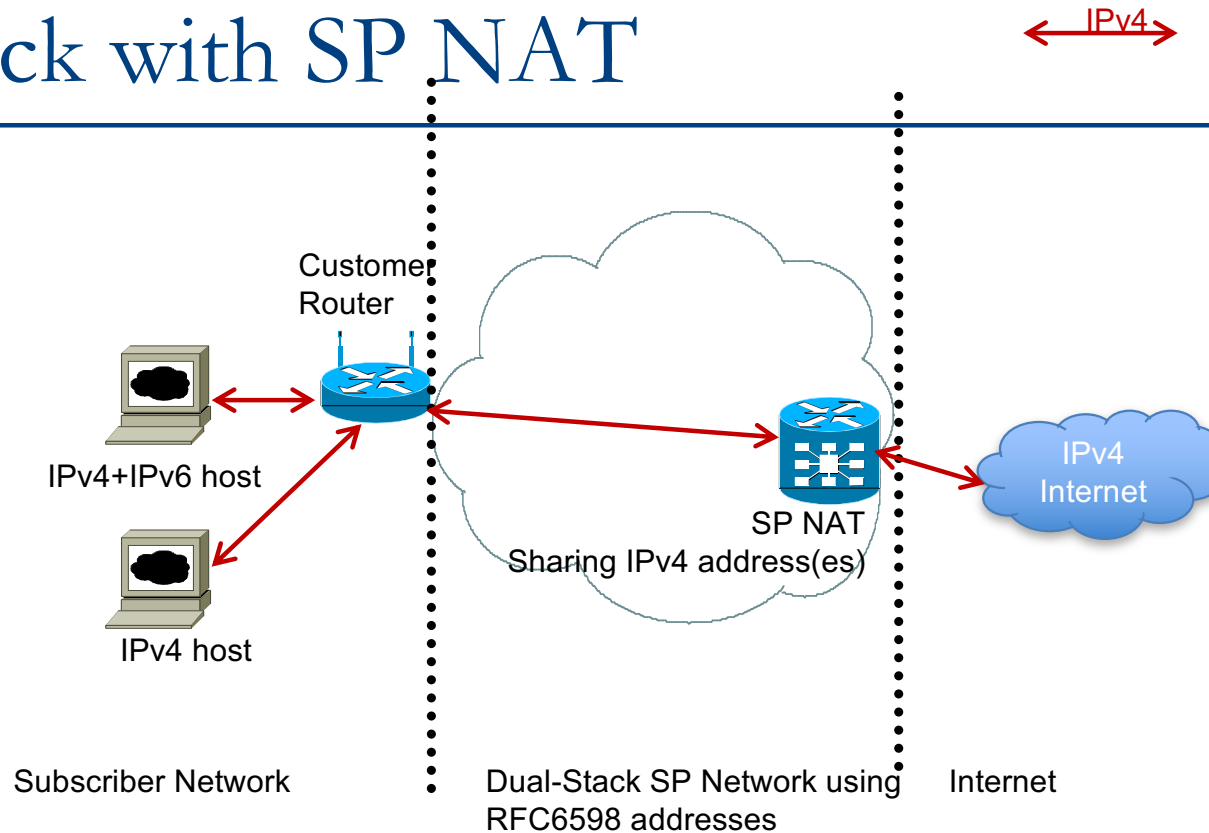 ck with SP NAT
IPv4
Customer
Router
IPv4+IPv6 host
IPv4
Internet
SP NAT
Sharing IPv4 address(es)
IPv4 host
Subscriber Network
Dual-Stack SP Network using
RFC6598 addresses
Internet